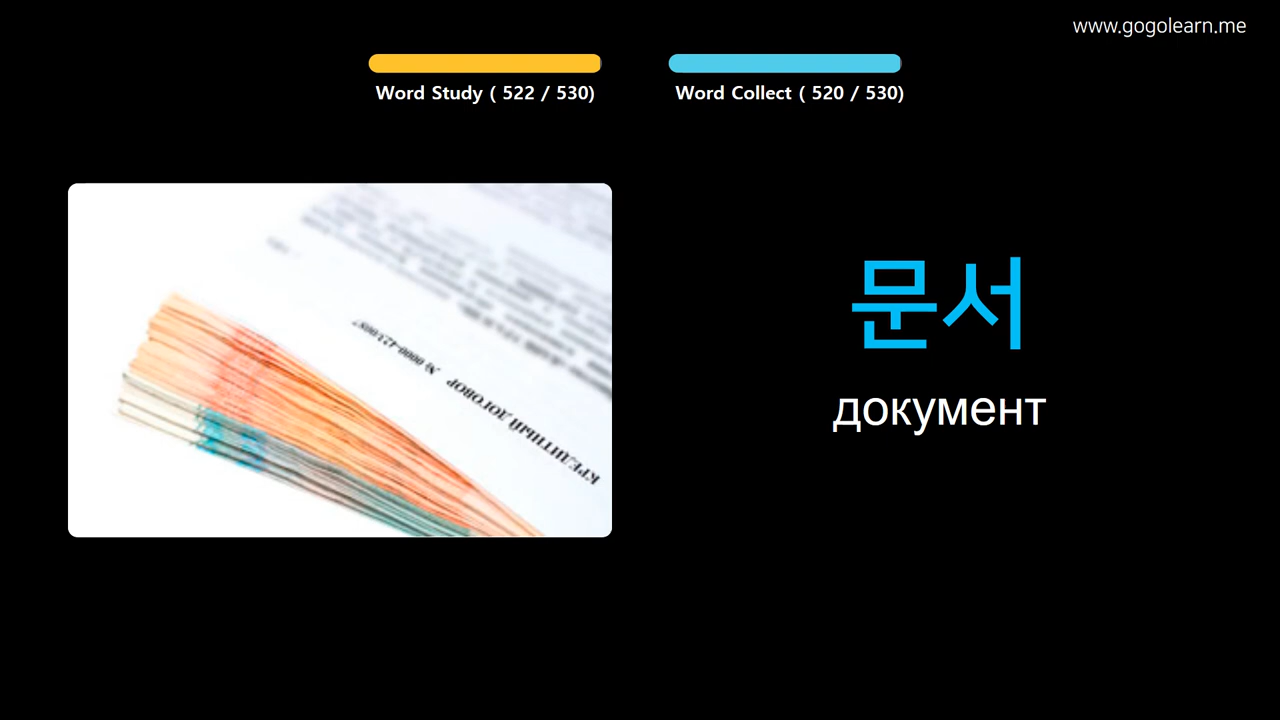 www.gogolearn.me
Word Study ( 522 / 530)
Word Collect ( 520 / 530)
КРЕДИТНЫЙ ДОГОВОР
문서
документ